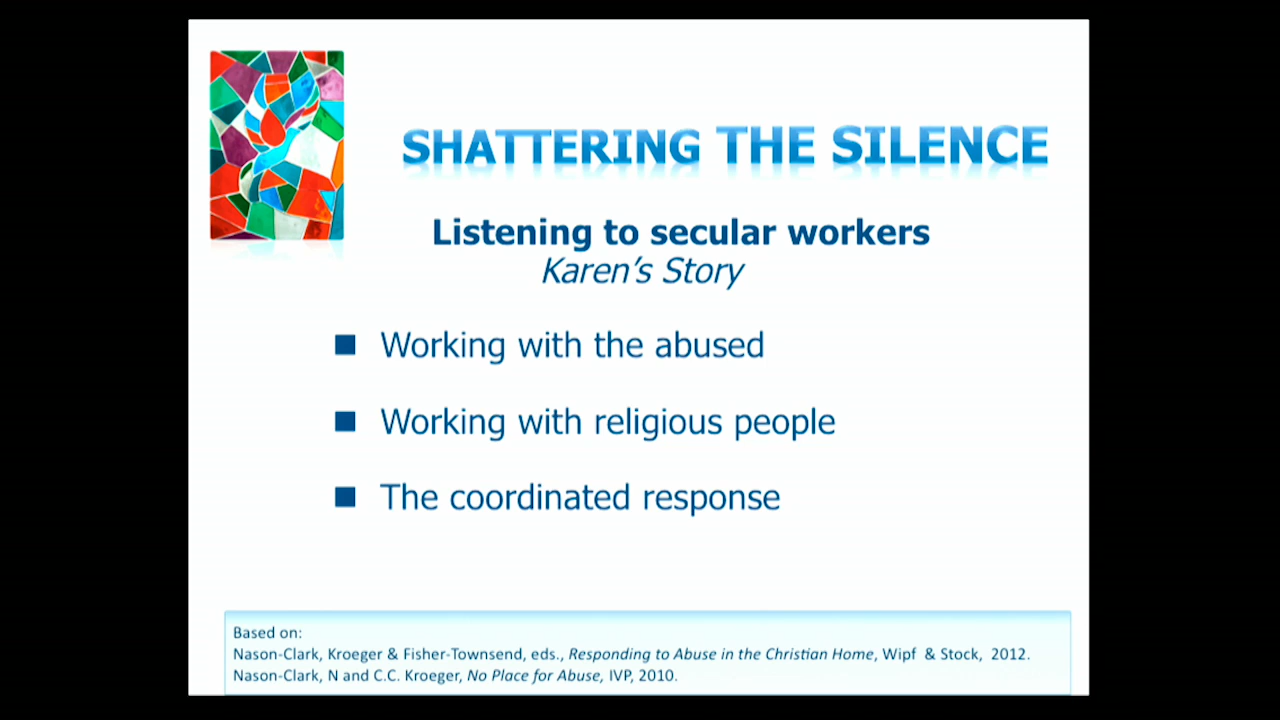 SHATTERING THE SILENCE
Listening to secular workers
Karen's Story
■ Working with the abused
■ Working with religious people
■ The coordinated response
Based on:
Nason-Clark, Kroeger & Fisher-Townsend, eds., Responding to Abuse in the Christian Home, Wipf & Stock, 2012.
Nason-Clark, N and C.C. Kroeger, No Place for Abuse, IVP, 2010.